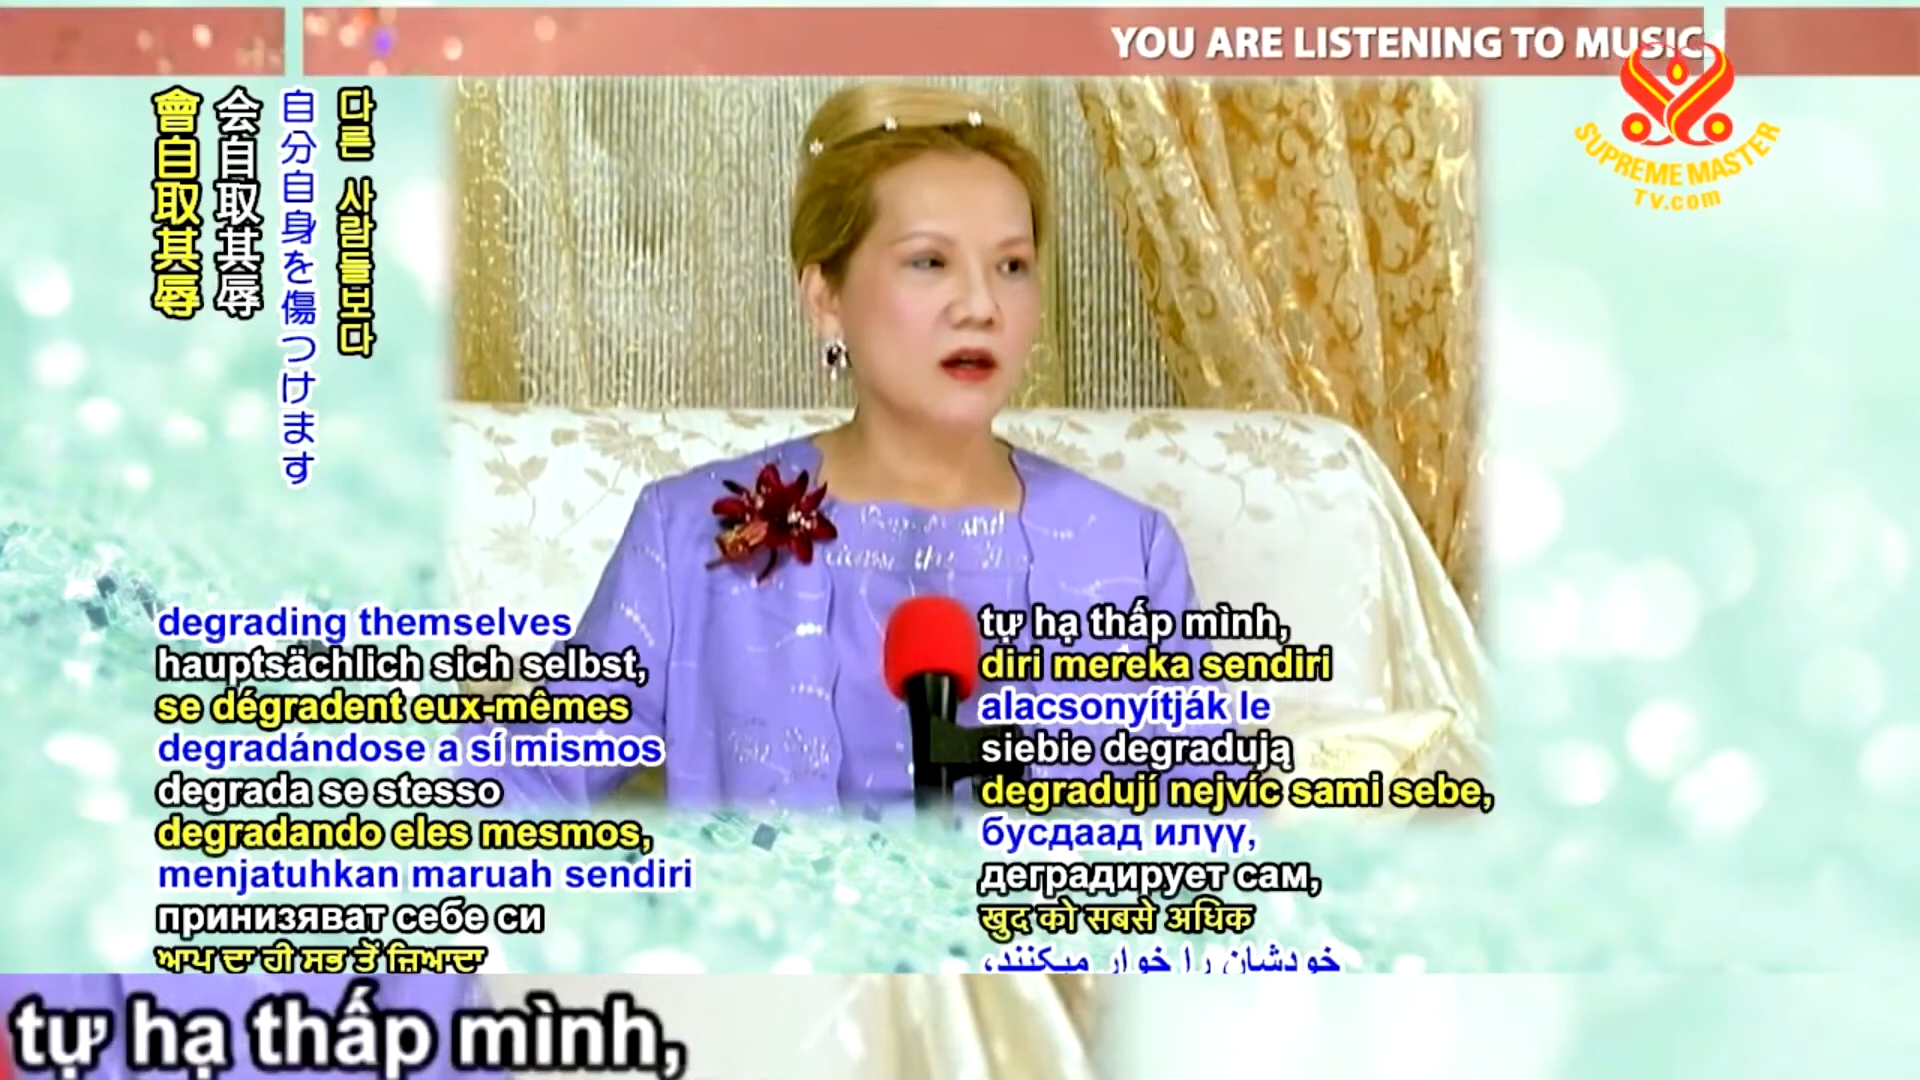 YOU ARE LISTENING TO MUSIC
SUPREME MASTER
TV.com
會自取其辱
会自取其辱
自分自身を傷つけます
다른 사람들보다
degrading themselves
hauptsächlich sich selbst,
se dégradent eux-mêmes
degradándose a sí mismos
degrada se stesso
degradando eles mesmos,
menjatuhkan maruah sendiri
принизяват себе си
ਆਪ ਦਾ ਹੀ ਸਭ ਤੋਂ ਜ਼ਿਆਦਾ
tự hạ thấp mình,
diri mereka sendiri
alacsonyítják le
siebie degradują
degradují nejvíc sami sebe,
бусдаад илүү,
деградирует сам,
खुद को सबसे अधिक
خودشان را خوار میکنند،
tự hạ thấp mình,